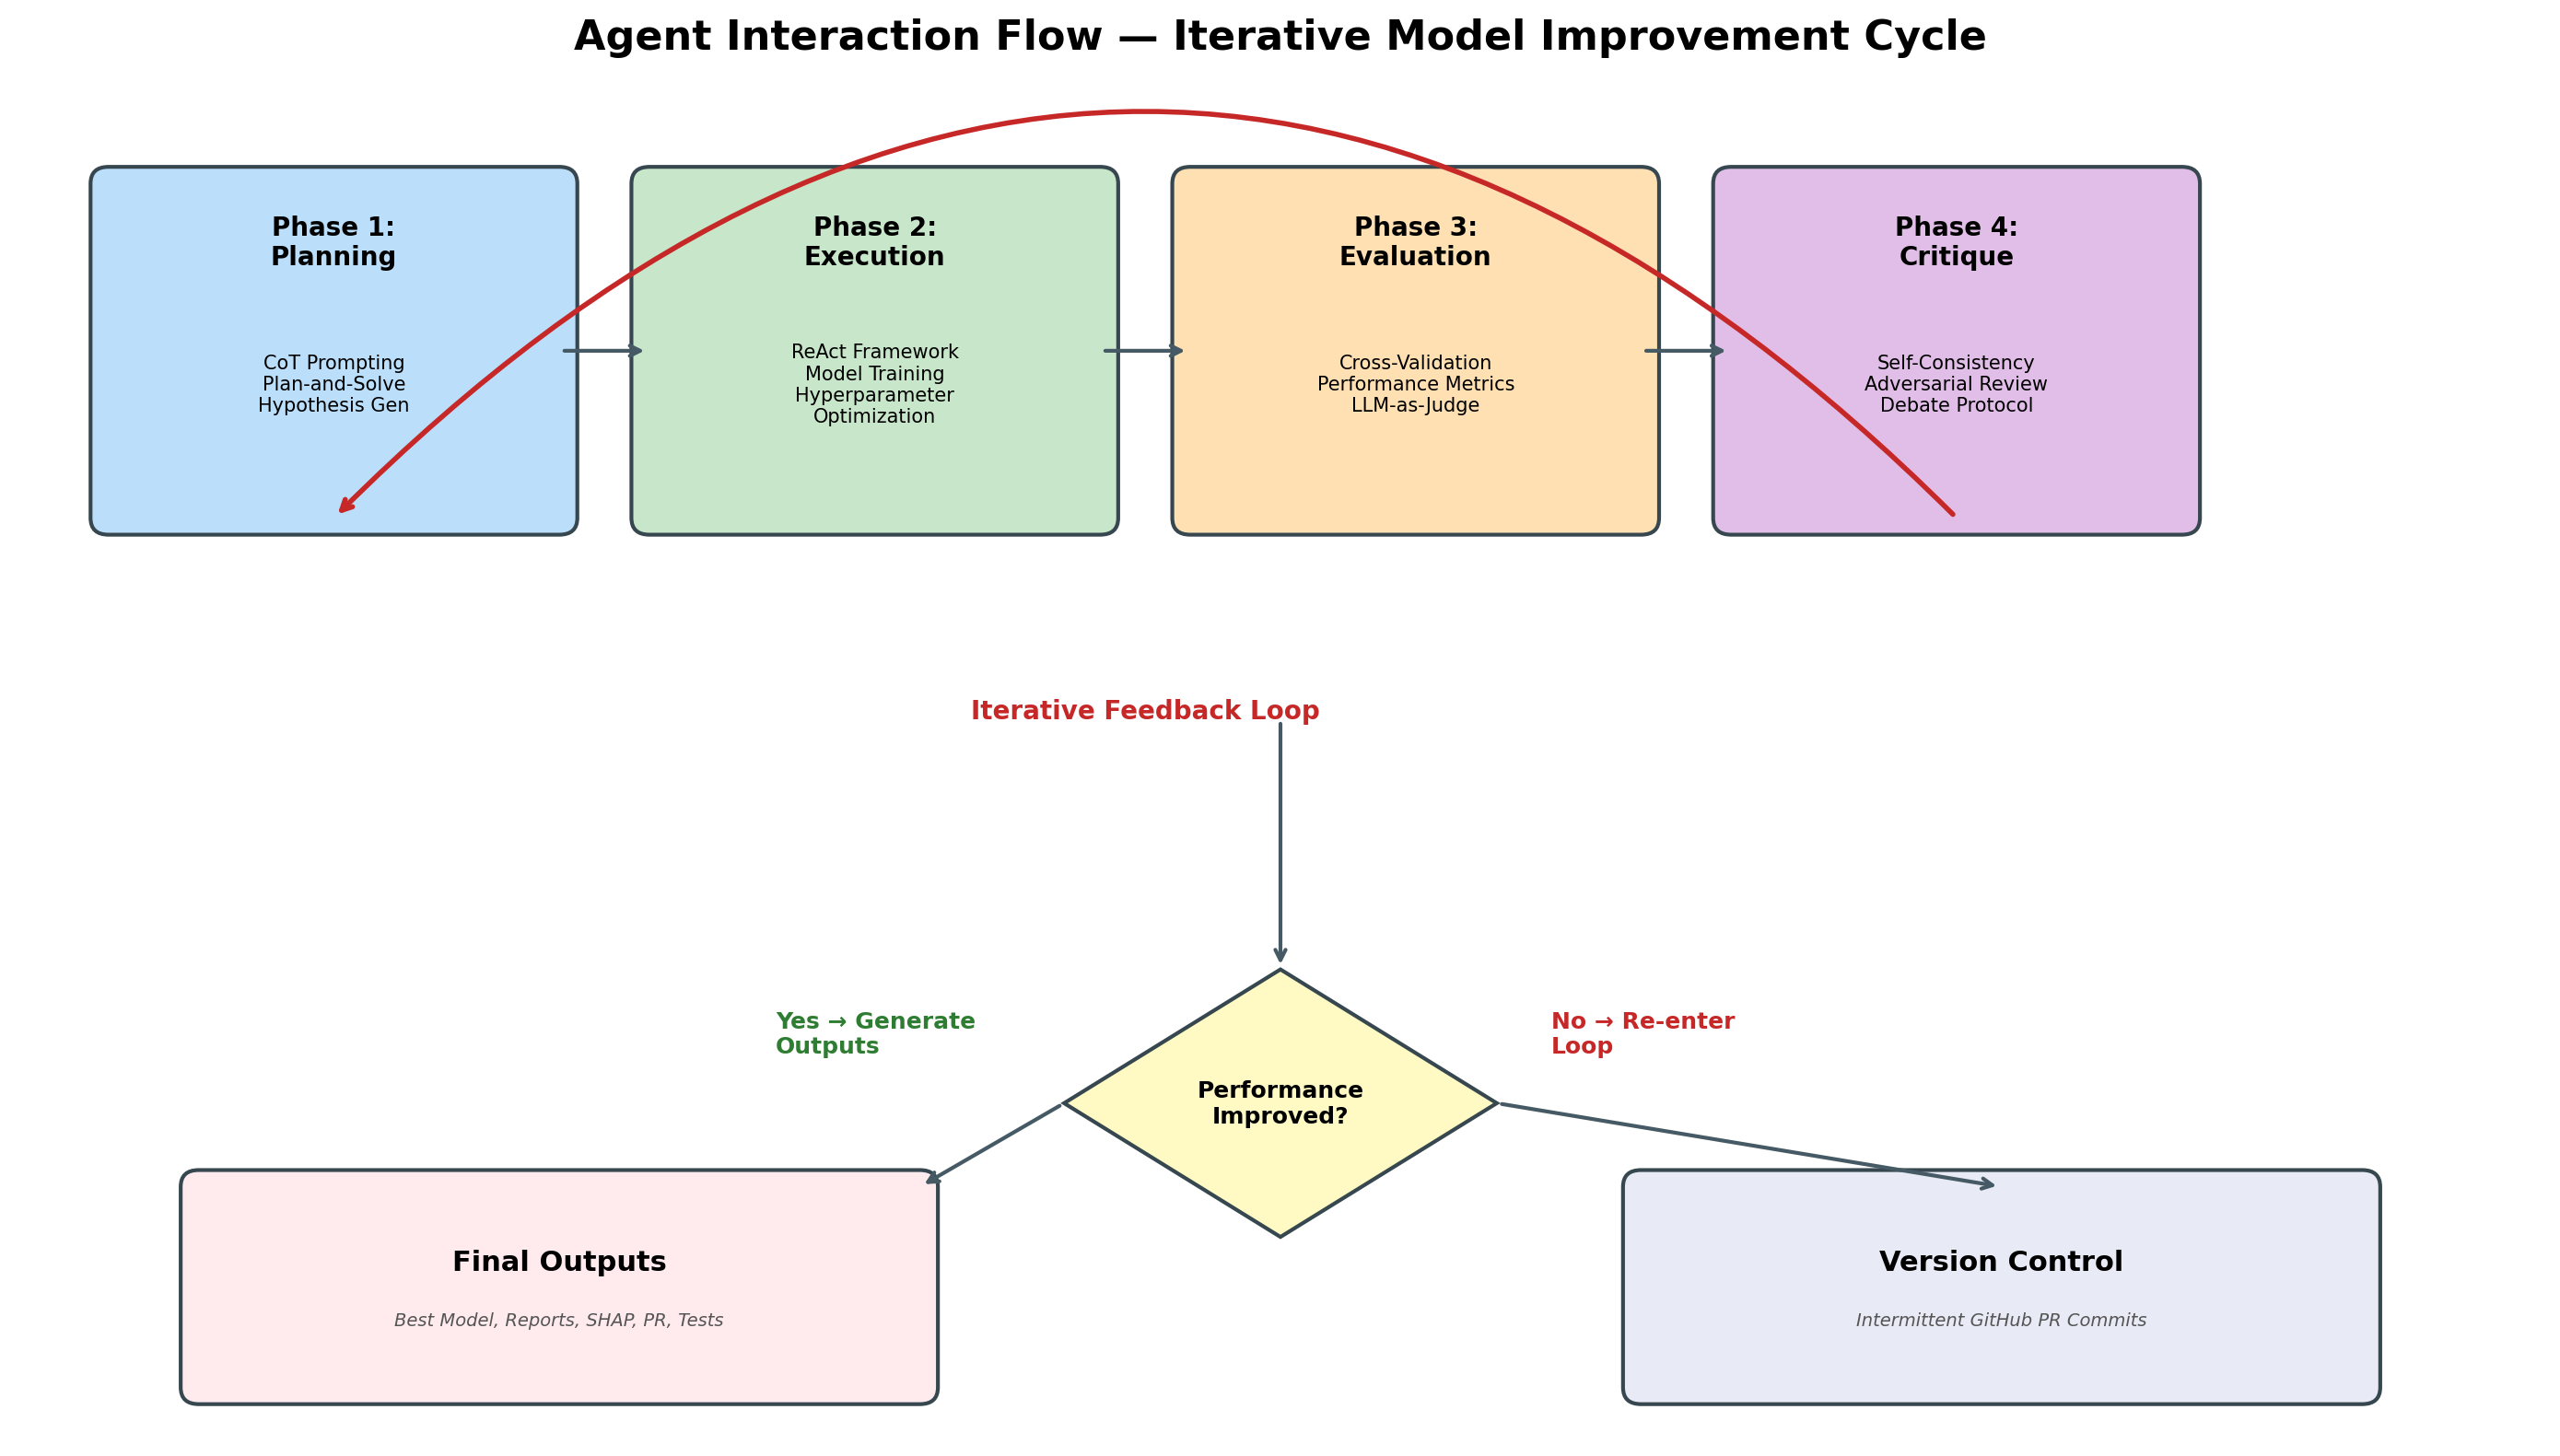 Agent Interaction Flow — Iterative Model Improvement Cycle
Phase 1:
Planning
CoT Prompting
Plan-and-Solve
Hypothesis Gen
Phase 2:
Execution
ReAct Framework
Model Training
Hyperparameter
Optimization
Phase 3:
Evaluation
Cross-Validation
Performance Metrics
LLM-as-Judge
Phase 4:
Critique
Self-Consistency
Adversarial Review
Debate Protocol
Iterative Feedback Loop
Yes → Generate
Outputs
No → Re-enter
Loop
Performance
Improved?
Final Outputs
Best Model, Reports, SHAP, PR, Tests
Version Control
Intermittent GitHub PR Commits